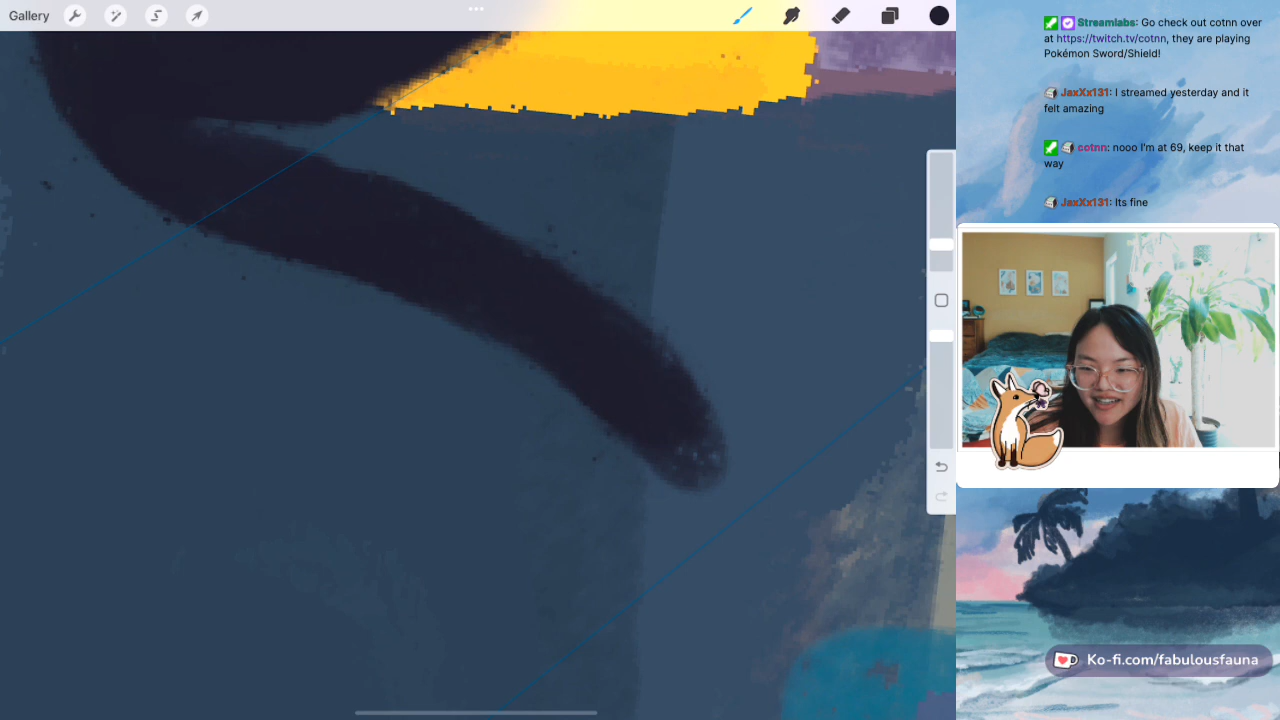 Gallery
Streamlabs: Go check out cotnn over
at https://twitch.tv/cotnn, they are playing
Pokémon Sword/Shield!
JaxXx131: I streamed yesterday and it
felt amazing
cotnn: nooo I'm at 69, keep it that
way
JaxXx131: Its fine
Ko-fi.com/fabulousfauna